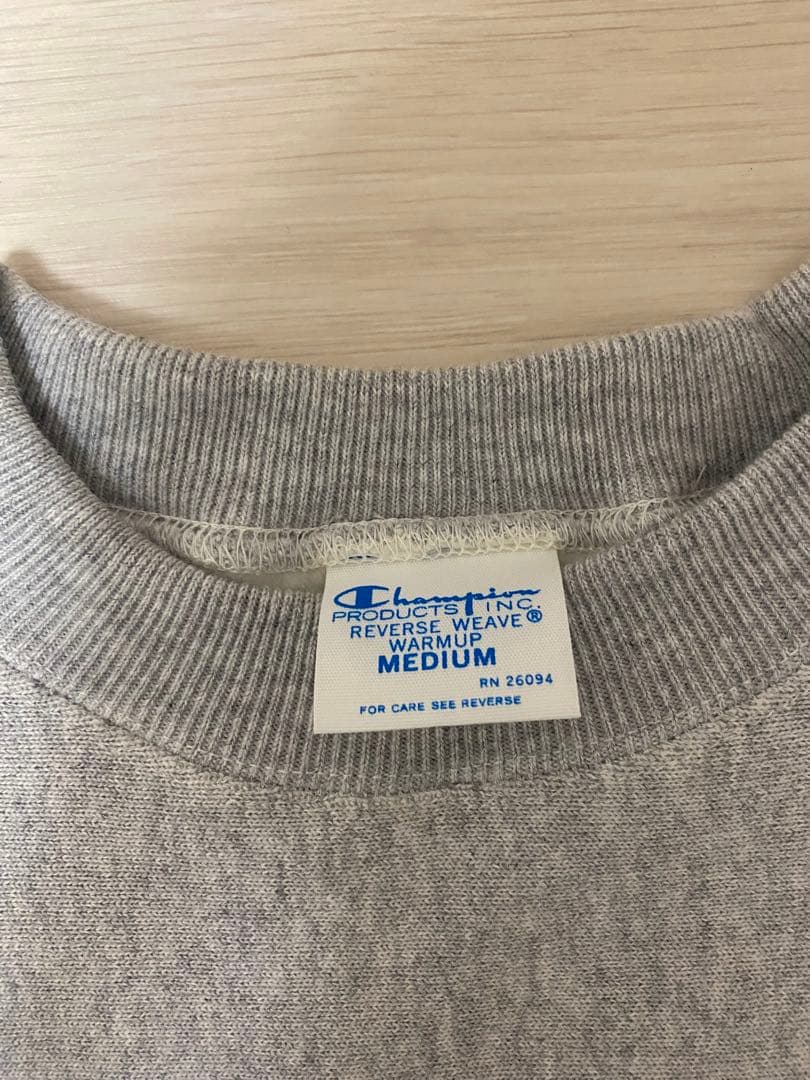 Champion
PRODUCTS INC.
REVERSE WEAVE®
WARMUP
MEDIUM
RN 26094
FOR CARE SEE REVERSE